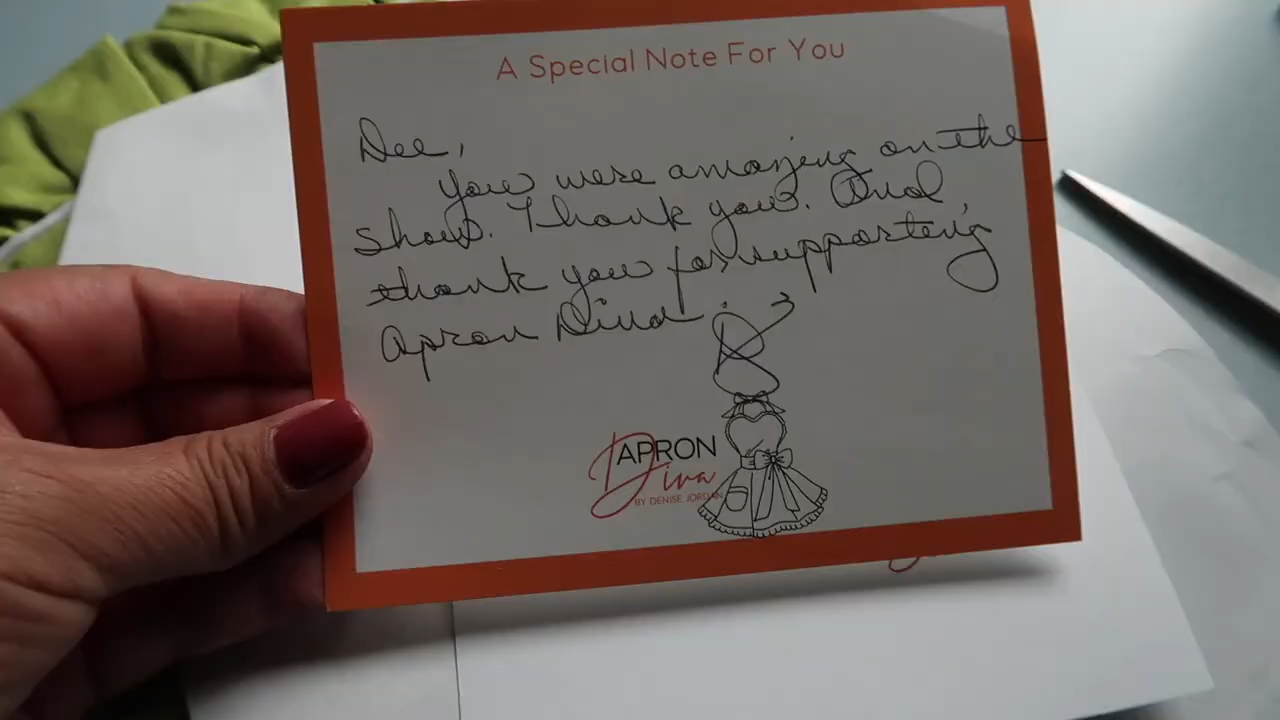 A Special Note For You
Dee,
You were amazing on the
show. Thank you. And,
thank you for supporting
Apron Diva.
APRON
Diva
BY DENISE JORDAN